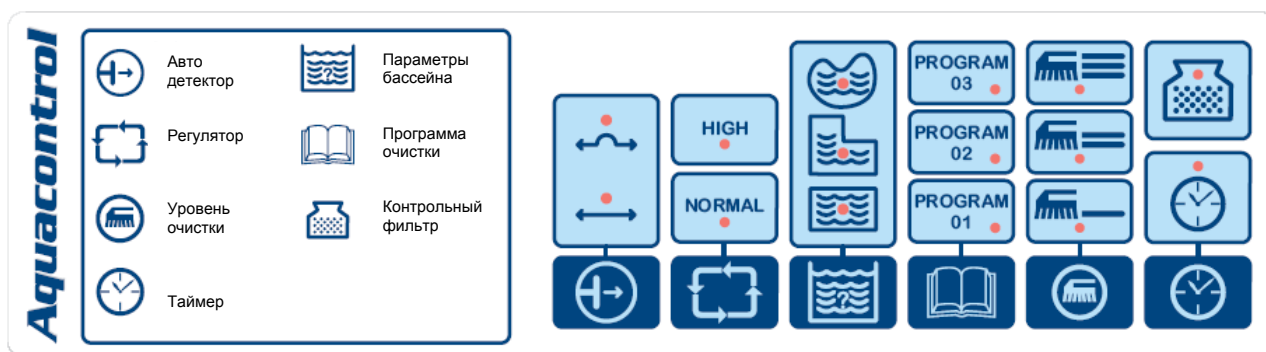 Aquacontrol
Авто
детектор
Параметры
бассейна
Регулятор
Программа
очистки
Уровень
очистки
Контрольный
фильтр
Таймер
?
HIGH
NORMAL
PROGRAM
03
PROGRAM
02
PROGRAM
01
?